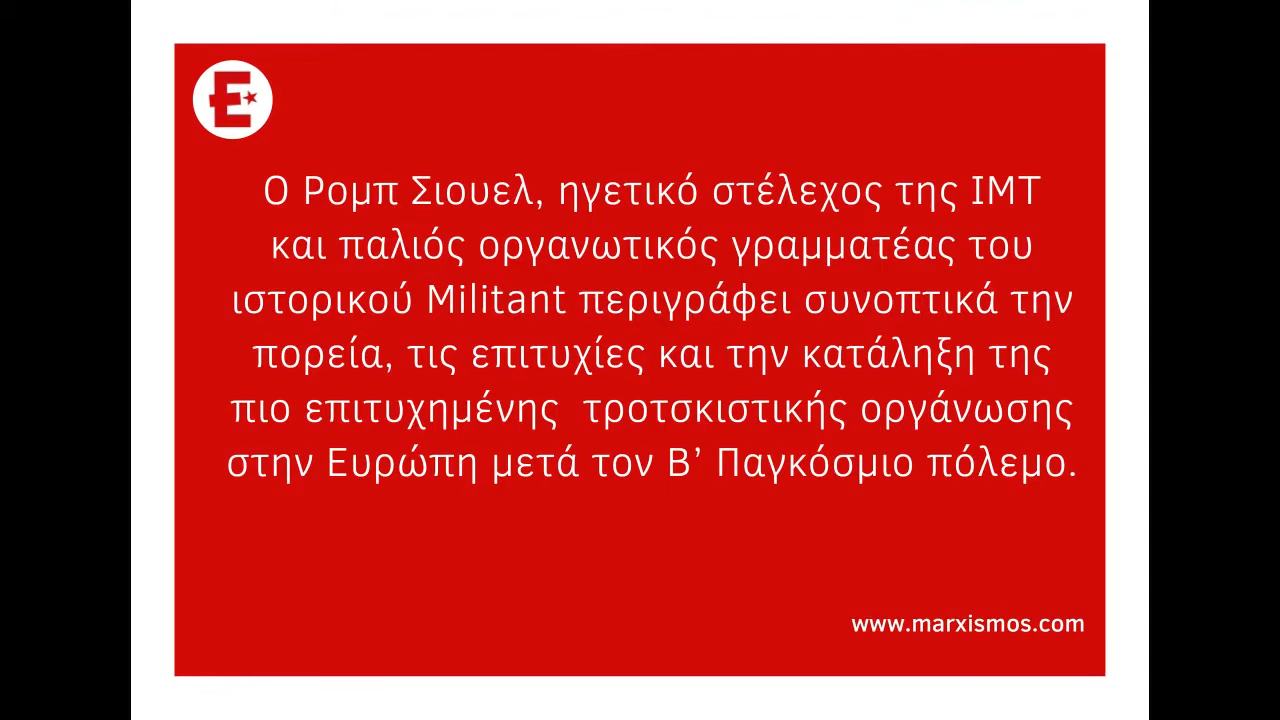 Ε
Ο Ρομπ Σιουελ, ηγετικό στέλεχος της ΙΜΤ
και παλιός οργανωτικός γραμματέας του
ιστορικού Militant περιγράφει συνοπτικά την
πορεία, τις επιτυχίες και την κατάληξη της
πιο επιτυχημένης τροτσκιστικής οργάνωσης
στην Ευρώπη μετά τον Β’ Παγκόσμιο πόλεμο.
www.marxismos.com